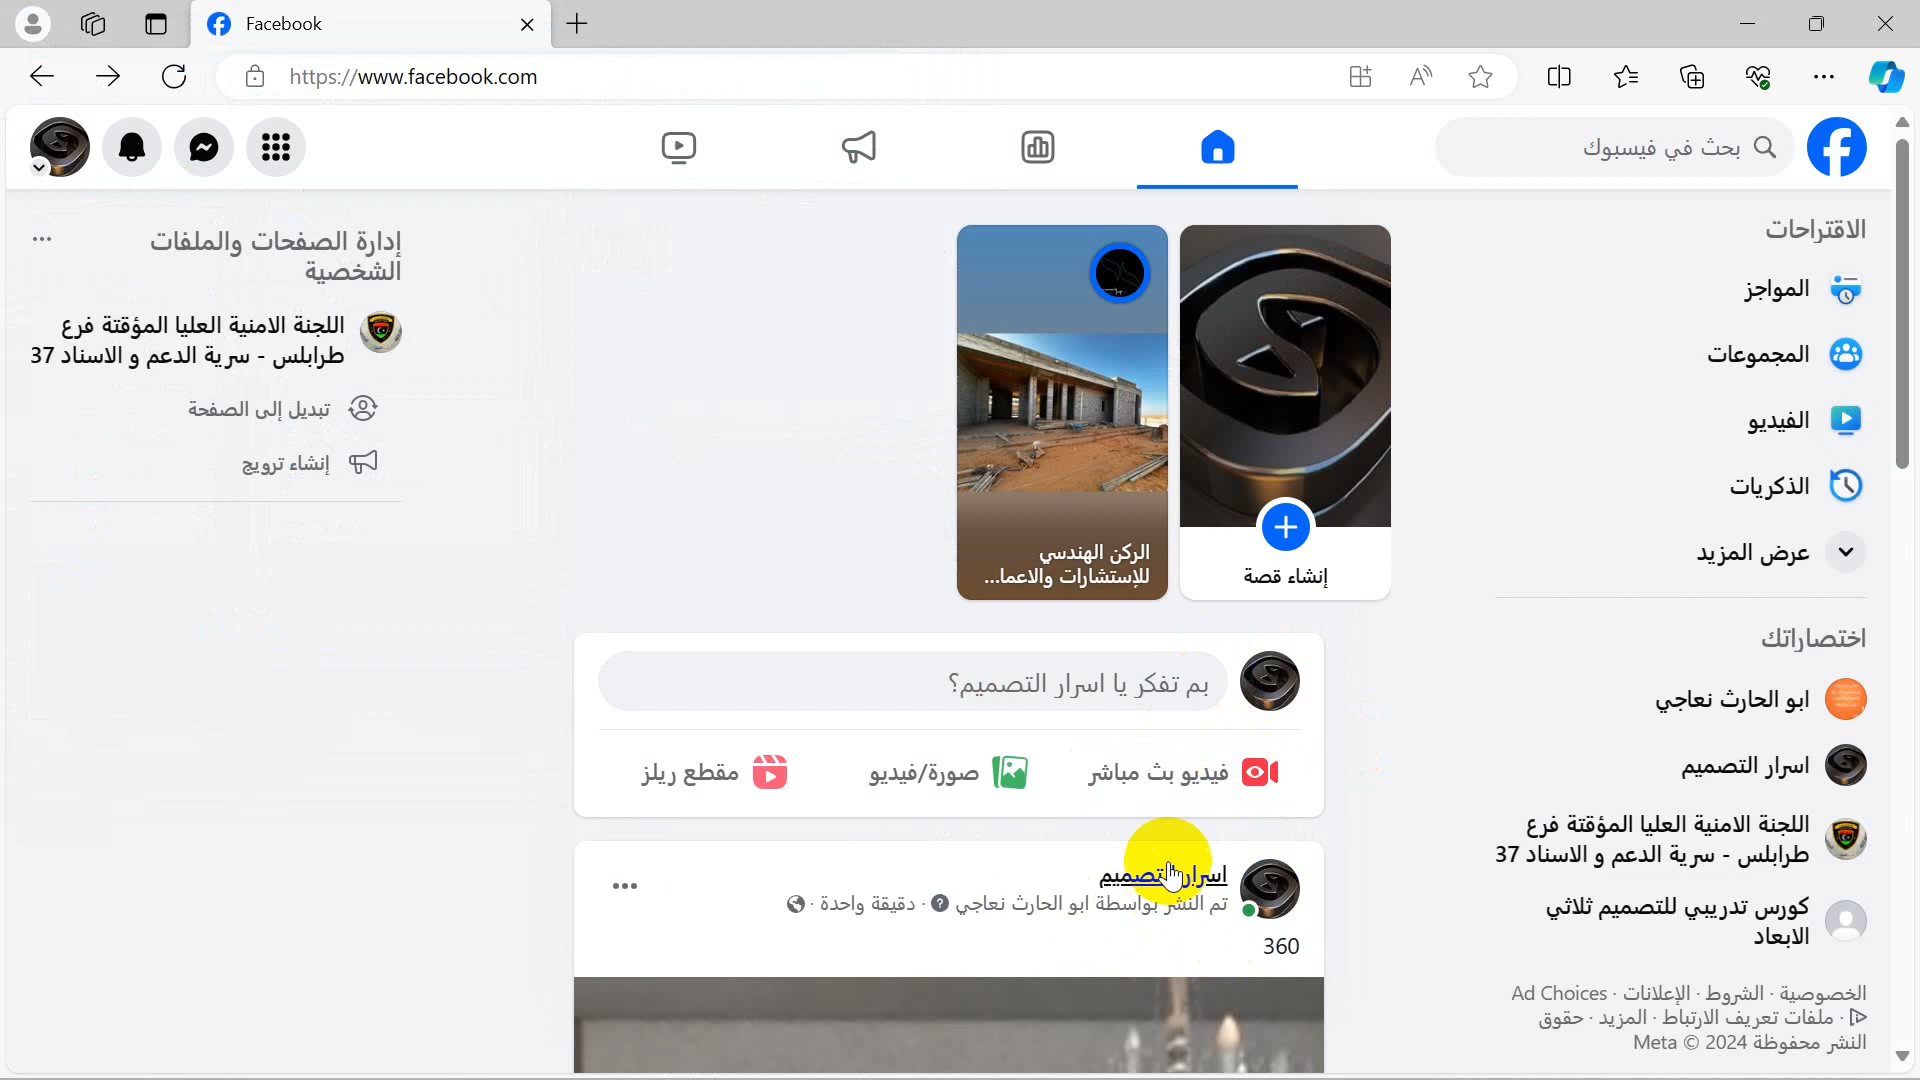 Facebook
https://www.facebook.com
بحث في فيسبوك
الاقتراحات
المواجز
المجموعات
الفيديو
الذكريات
عرض المزيد
اختصاراتك
ابو الحارث نعاجي
اسرار التصميم
اللجنة الامنية العليا المؤقتة فرع
طرابلس - سرية الدعم و الاسناد 37
كورس تدريبي للتصميم ثلاثي
الابعاد
الخصوصية · الشروط · الإعلانات · Ad Choices
· ملفات تعريف الارتباط · المزيد · حقوق
النشر محفوظة Meta © 2024
إنشاء قصة
الركن الهندسي
للإستشارات والاعما...
بم تفكر يا اسرار التصميم؟
فيديو بث مباشر
صورة/فيديو
مقطع ريلز
اسرار التصميم
تم النشر بواسطة ابو الحارث نعاجي · دقيقة واحدة ·
360
إدارة الصفحات والملفات
الشخصية
اللجنة الامنية العليا المؤقتة فرع
طرابلس - سرية الدعم و الاسناد 37
تبديل إلى الصفحة
إنشاء ترويج